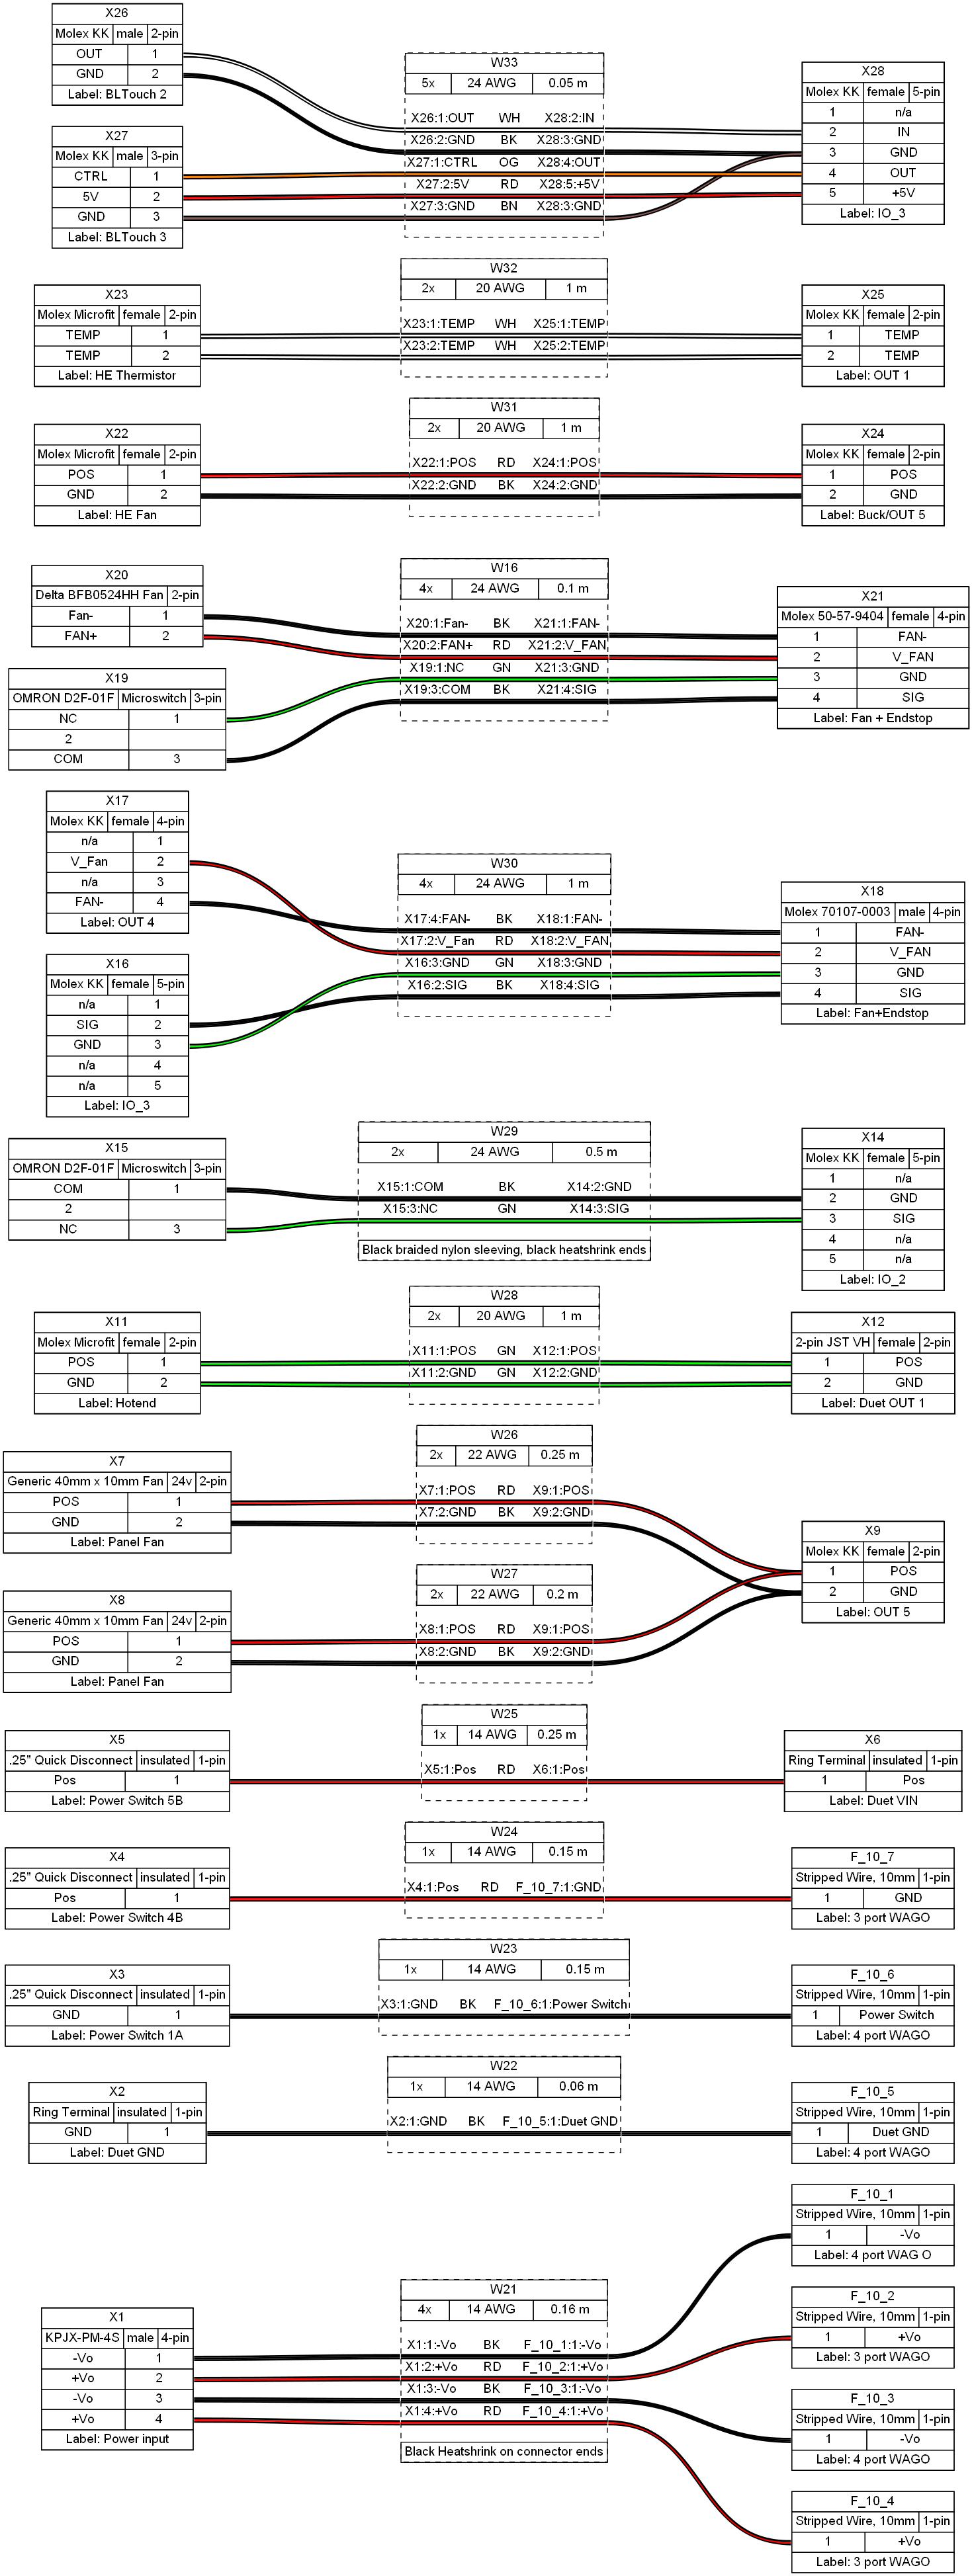 X26
Molex KK male 2-pin
OUT 1
GND 2
Label: BLTouch 2
X27
Molex KK male 3-pin
CTRL 1
5V 2
GND 3
Label: BLTouch 3
W33
5x 24 AWG 0.05 m
X26:1:OUT WH X28:2:IN
X26:2:GND BK X28:3:GND
X27:1:CTRL OG X28:4:OUT
X27:2:5V RD X28:5:+5V
X27:3:GND BN X28:3:GND
X28
Molex KK female 5-pin
1 n/a
2 IN
3 GND
4 OUT
5 +5V
Label: IO_3
X23
Molex Microfit female 2-pin
TEMP 1
TEMP 2
Label: HE Thermistor
W32
2x 20 AWG 1 m
X23:1:TEMP WH X25:1:TEMP
X23:2:TEMP WH X25:2:TEMP
X25
Molex KK female 2-pin
1 TEMP
2 TEMP
Label: OUT 1
X22
Molex Microfit female 2-pin
POS 1
GND 2
Label: HE Fan
W31
2x 20 AWG 1 m
X22:1:POS RD X24:1:POS
X22:2:GND BK X24:2:GND
X24
Molex KK female 2-pin
1 POS
2 GND
Label: Buck/OUT 5
X20
Delta BFB0524HH Fan 2-pin
Fan- 1
FAN+ 2
X19
OMRON D2F-01F Microswitch 3-pin
NC 1
2
COM 3
W16
4x 24 AWG 0.1 m
X20:1:Fan- BK X21:1:FAN-
X20:2:FAN+ RD X21:2:V_FAN
X19:1:NC GN X21:3:GND
X19:3:COM BK X21:4:SIG
X21
Molex 50-57-9404 female 4-pin
1 FAN-
2 V_FAN
3 GND
4 SIG
Label: Fan + Endstop
X17
Molex KK female 4-pin
n/a 1
V_Fan 2
n/a 3
FAN- 4
Label: OUT 4
X16
Molex KK female 5-pin
n/a 1
SIG 2
GND 3
n/a 4
n/a 5
Label: IO_3
W30
4x 24 AWG 1 m
X17:4:FAN- BK X18:1:FAN-
X17:2:V_Fan RD X18:2:V_FAN
X16:3:GND GN X18:3:GND
X16:2:SIG BK X18:4:SIG
X18
Molex 70107-0003 male 4-pin
1 FAN-
2 V_FAN
3 GND
4 SIG
Label: Fan+Endstop
X15
OMRON D2F-01F Microswitch 3-pin
COM 1
2
NC 3
W29
2x 24 AWG 0.5 m
X15:1:COM BK X14:2:GND
X15:3:NC GN X14:3:SIG
Black braided nylon sleeving, black heatshrink ends
X14
Molex KK female 5-pin
1 n/a
2 GND
3 SIG
4 n/a
5 n/a
Label: IO_2
X11
Molex Microfit female 2-pin
POS 1
GND 2
Label: Hotend
W28
2x 20 AWG 1 m
X11:1:POS GN X12:1:POS
X11:2:GND GN X12:2:GND
X12
2-pin JST VH female 2-pin
1 POS
2 GND
Label: Duet OUT 1
X7
Generic 40mm x 10mm Fan 24v 2-pin
POS 1
GND 2
Label: Panel Fan
W26
2x 22 AWG 0.25 m
X7:1:POS RD X9:1:POS
X7:2:GND BK X9:2:GND
X8
Generic 40mm x 10mm Fan 24v 2-pin
POS 1
GND 2
Label: Panel Fan
W27
2x 22 AWG 0.2 m
X8:1:POS RD X9:1:POS
X8:2:GND BK X9:2:GND
X9
Molex KK female 2-pin
1 POS
2 GND
Label: OUT 5
X5
.25" Quick Disconnect insulated 1-pin
Pos 1
Label: Power Switch 5B
W25
1x 14 AWG 0.25 m
X5:1:Pos RD X6:1:Pos
X6
Ring Terminal insulated 1-pin
1 Pos
Label: Duet VIN
X4
.25" Quick Disconnect insulated 1-pin
Pos 1
Label: Power Switch 4B
W24
1x 14 AWG 0.15 m
X4:1:Pos RD F_10_7:1:GND
F_10_7
Stripped Wire, 10mm 1-pin
1 GND
Label: 3 port WAGO
X3
.25" Quick Disconnect insulated 1-pin
GND 1
Label: Power Switch 1A
W23
1x 14 AWG 0.15 m
X3:1:GND BK F_10_6:1:Power Switch
F_10_6
Stripped Wire, 10mm 1-pin
1 Power Switch
Label: 4 port WAGO
X2
Ring Terminal insulated 1-pin
GND 1
Label: Duet GND
W22
1x 14 AWG 0.06 m
X2:1:GND BK F_10_5:1:Duet GND
F_10_5
Stripped Wire, 10mm 1-pin
1 Duet GND
Label: 4 port WAGO
X1
KPJX-PM-4S male 4-pin
-Vo 1
+Vo 2
-Vo 3
+Vo 4
Label: Power input
W21
4x 14 AWG 0.16 m
X1:1:-Vo BK F_10_1:1:-Vo
X1:2:+Vo RD F_10_2:1:+Vo
X1:3:-Vo BK F_10_3:1:-Vo
X1:4:+Vo RD F_10_4:1:+Vo
Black Heatshrink on connector ends
F_10_1
Stripped Wire, 10mm 1-pin
1 -Vo
Label: 4 port WAG O
F_10_2
Stripped Wire, 10mm 1-pin
1 +Vo
Label: 3 port WAGO
F_10_3
Stripped Wire, 10mm 1-pin
1 -Vo
Label: 4 port WAGO
F_10_4
Stripped Wire, 10mm 1-pin
1 +Vo
Label: 3 port WAGO